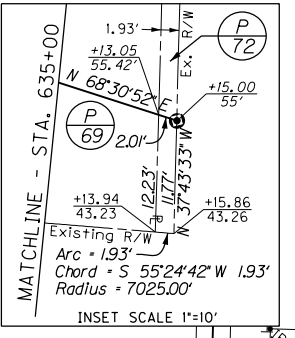 1.93'
P
72
Ex. R/W
+13.05
55.42'
+15.00
55'
N 68°30'52" E
P
69
2.01'
MATCHLINE - STA. 635+00
12.23'
11.77'
N 37°43'33" W
+13.94
43.23
+15.86
43.26
Existing R/W
Arc = 1.93'
Chord = S 55°24'42" W 1.93'
Radius = 7025.00'
INSET SCALE 1"=10'